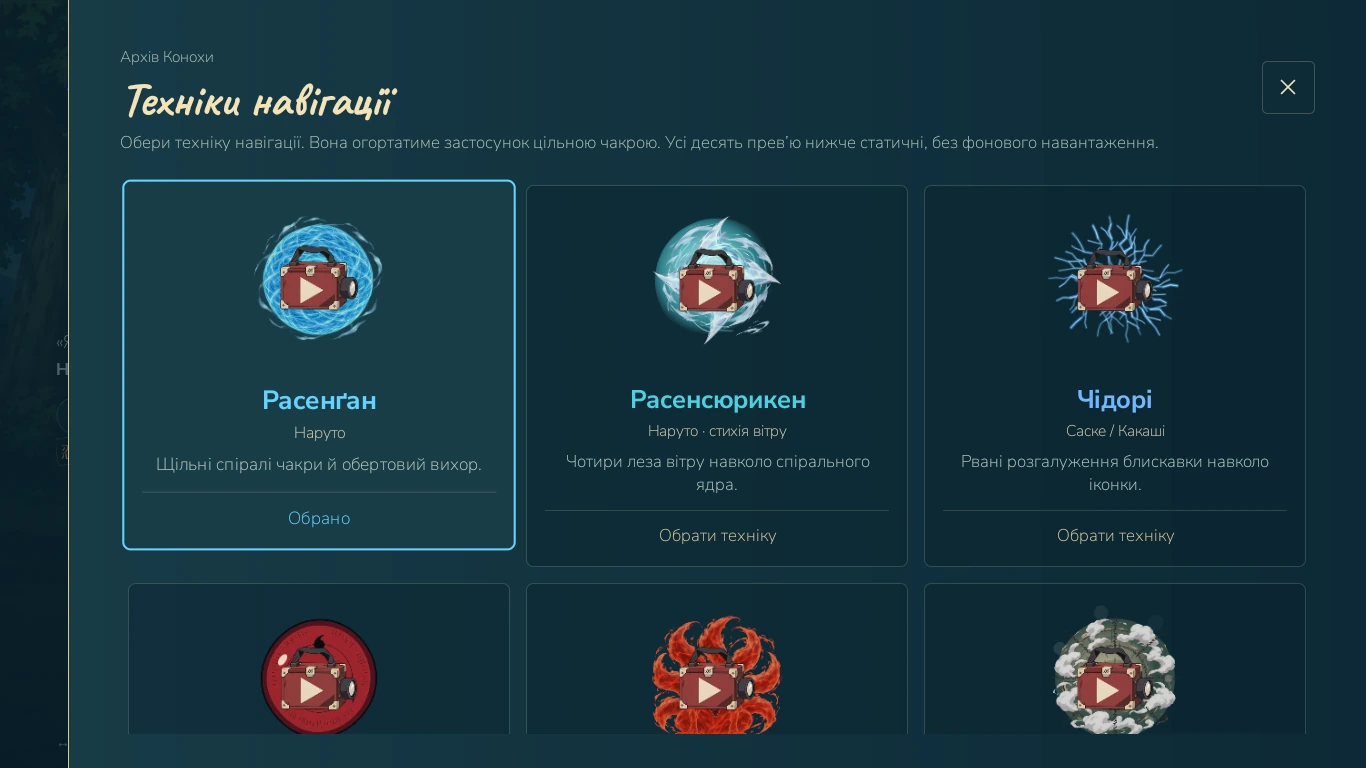 Архів Конохи
Техніки навігації
Обери техніку навігації. Вона огортатиме застосунок цільною чакрою. Усі десять прев’ю нижче статичні, без фонового навантаження.
Расенґан
Наруто
Щільні спіралі чакри й обертовий вихор.
Обрано
Расенсюрикен
Наруто · стихія вітру
Чотири леза вітру навколо спірального
ядра.
Обрати техніку
Чідорі
Саске / Какаші
Рвані розгалуження блискавки навколо
іконки.
Обрати техніку